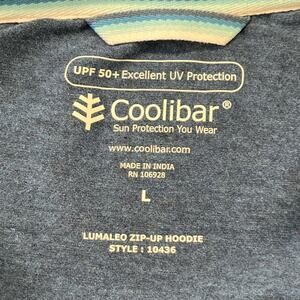 UPF 50+ Excellent UV Protection
Coolibar®
Sun Protection You Wear
www.coolibar.com
MADE IN INDIA
RN 106928
L
LUMALEO ZIP-UP HOODIE
STYLE : 10436